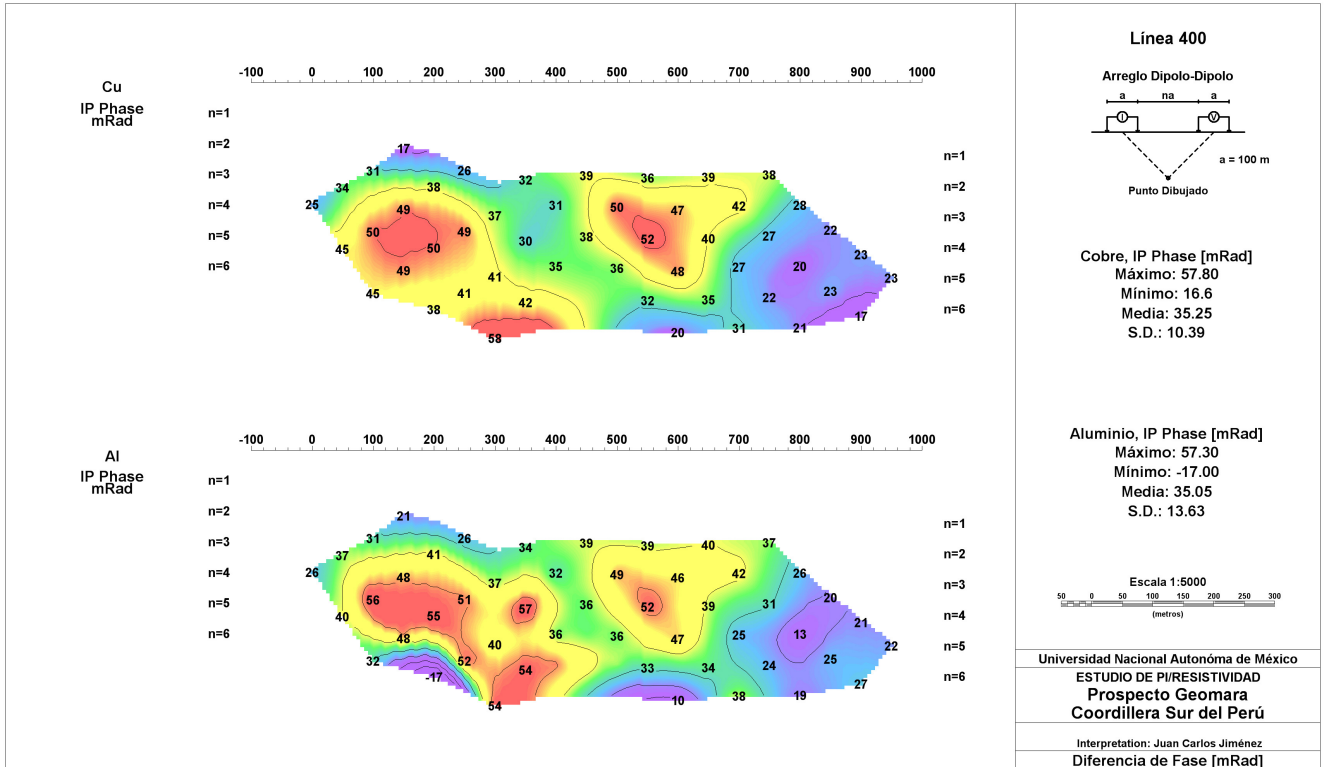 -100 0 100 200 300 400 500 600 700 800 900 1000
Cu
IP Phase
mRad
n=1
n=2
n=3
n=4
n=5
n=6
n=1
n=2
n=3
n=4
n=5
n=6
17
31 26 32 39 36 39 38
34 38
25 49 37 31 50 47 42 28
50 49 30 38 52 40 27 22
45 50 23
49 41 35 36 48 27 20 23
45 41 42 32 35 22 23
38 17
58 20 31 21
-100 0 100 200 300 400 500 600 700 800 900 1000
Al
IP Phase
mRad
n=1
n=2
n=3
n=4
n=5
n=6
n=1
n=2
n=3
n=4
n=5
n=6
21
31 26 34 39 39 40 37
37 41
26 48 37 32 49 46 42 26
56 51 57 36 52 39 31 20
40 55 21
48 40 36 36 47 25 13 22
32 52 54 33 34 24 25
-17 27
54 10 38 19
Línea 400
Arreglo Dipolo-Dipolo
a na a
I V
a = 100 m
Punto Dibujado
Cobre, IP Phase [mRad]
Máximo: 57.80
Mínimo: 16.6
Media: 35.25
S.D.: 10.39
Aluminio, IP Phase [mRad]
Máximo: 57.30
Mínimo: -17.00
Media: 35.05
S.D.: 13.63
Escala 1:5000
50 0 50 100 150 200 250 300
(metros)
Universidad Nacional Autonóma de México
ESTUDIO DE PI/RESISTIVIDAD
Prospecto Geomara
Coordillera Sur del Perú
Interpretation: Juan Carlos Jiménez
Diferencia de Fase [mRad]